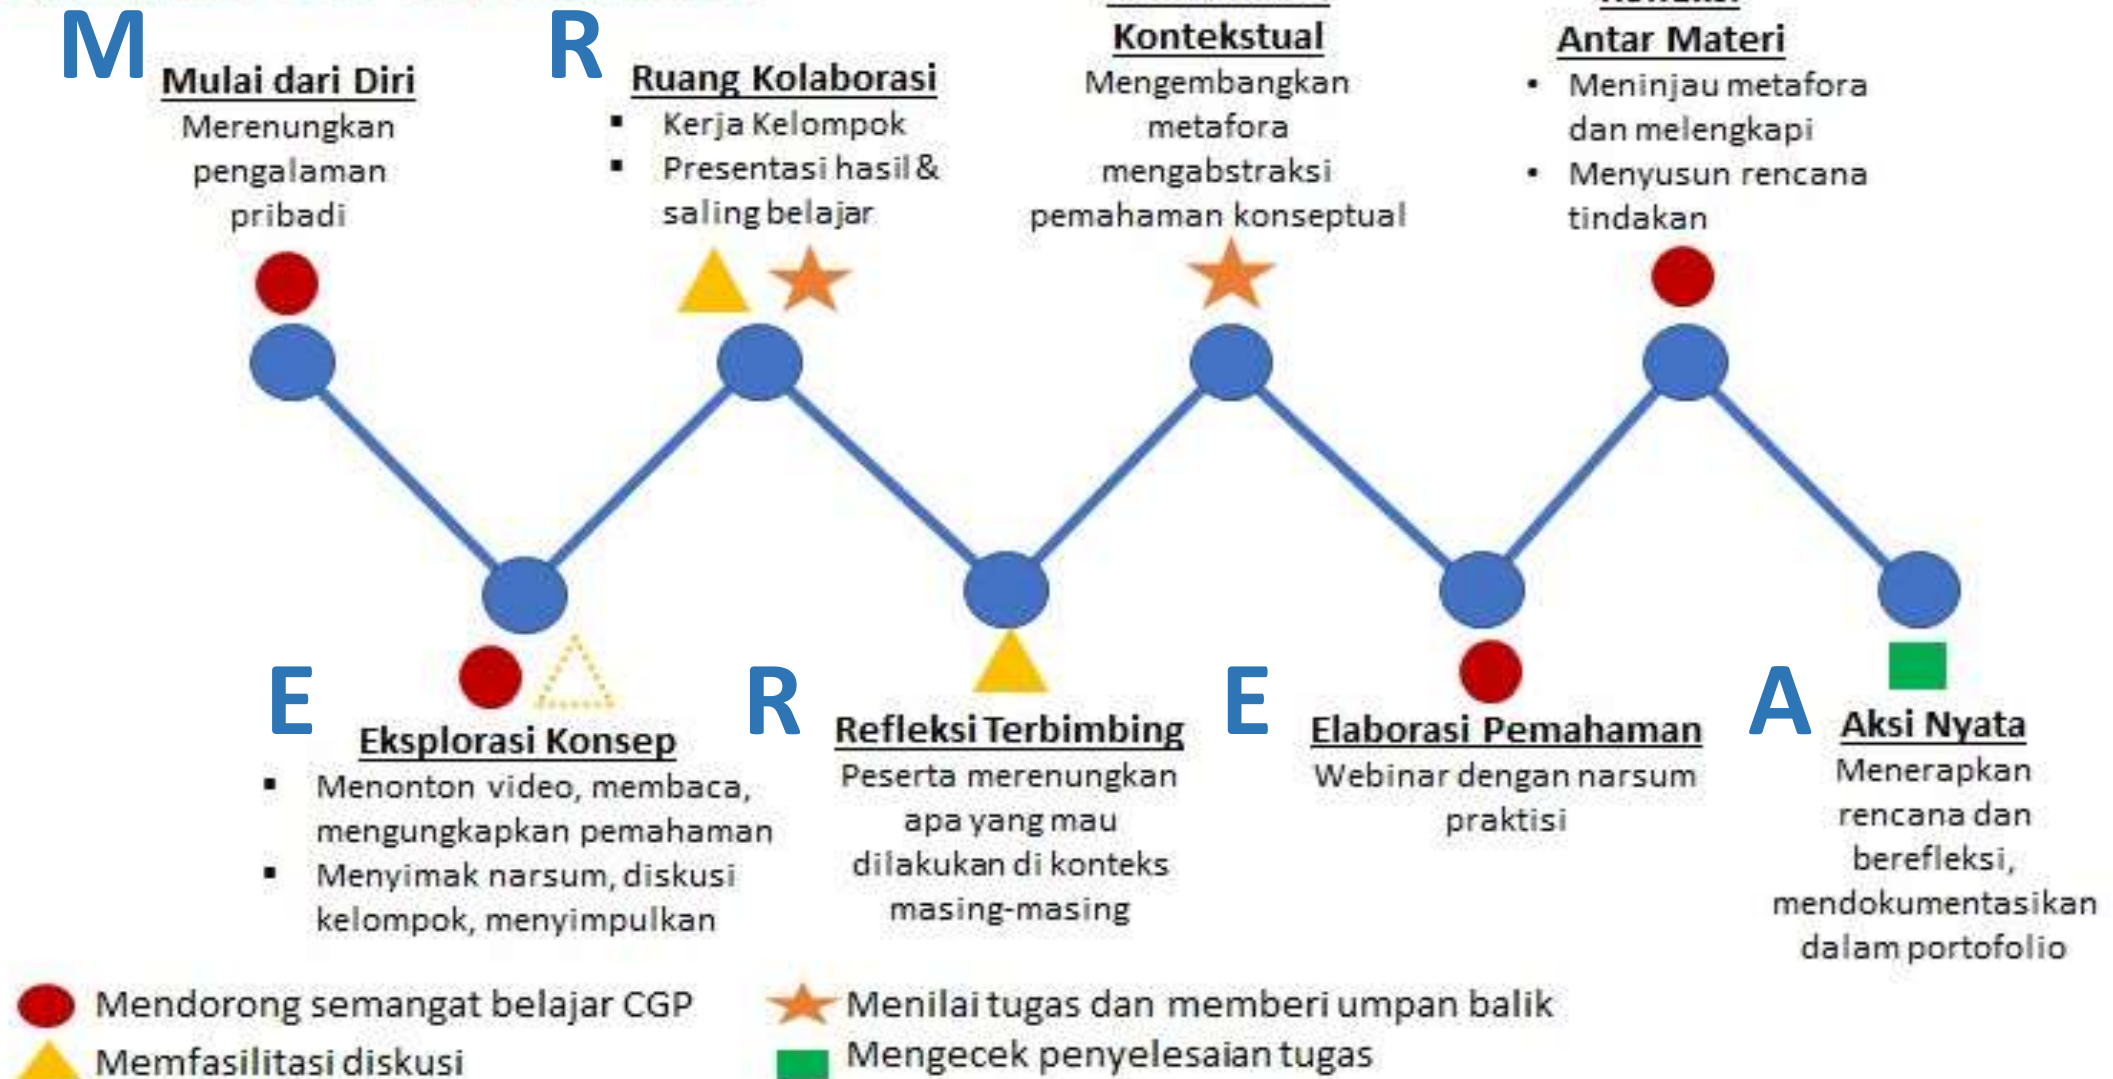 M
Mulai dari Diri
Merenungkan
pengalaman
pribadi
R
Ruang Kolaborasi
▪ Kerja Kelompok
▪ Presentasi hasil &
saling belajar
Kontekstual
Mengembangkan
metafora
mengabstraksi
pemahaman konseptual
Antar Materi
• Meninjau metafora
dan melengkapi
• Menyusun rencana
tindakan
E
Eksplorasi Konsep
▪ Menonton video, membaca,
mengungkapkan pemahaman
▪ Menyimak narsum, diskusi
kelompok, menyimpulkan
R
Refleksi Terbimbing
Peserta merenungkan
apa yang mau
dilakukan di konteks
masing-masing
E
Elaborasi Pemahaman
Webinar dengan narsum
praktisi
A
Aksi Nyata
Menerapkan
rencana dan
berefleksi,
mendokumentasikan
dalam portofolio
Mendorong semangat belajar CGP
Memfasilitasi diskusi
Menilai tugas dan memberi umpan balik
Mengecek penyelesaian tugas